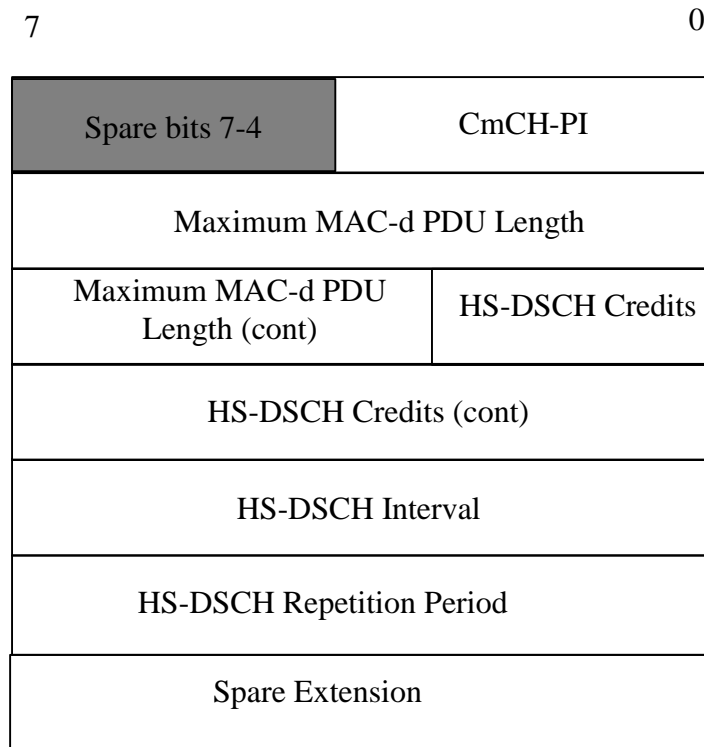 7 0
Spare bits 7-4 CmCH-PI
Maximum MAC-d PDU Length
Maximum MAC-d PDU
Length (cont)
HS-DSCH Credits
HS-DSCH Credits (cont)
HS-DSCH Interval
HS-DSCH Repetition Period
Spare Extension